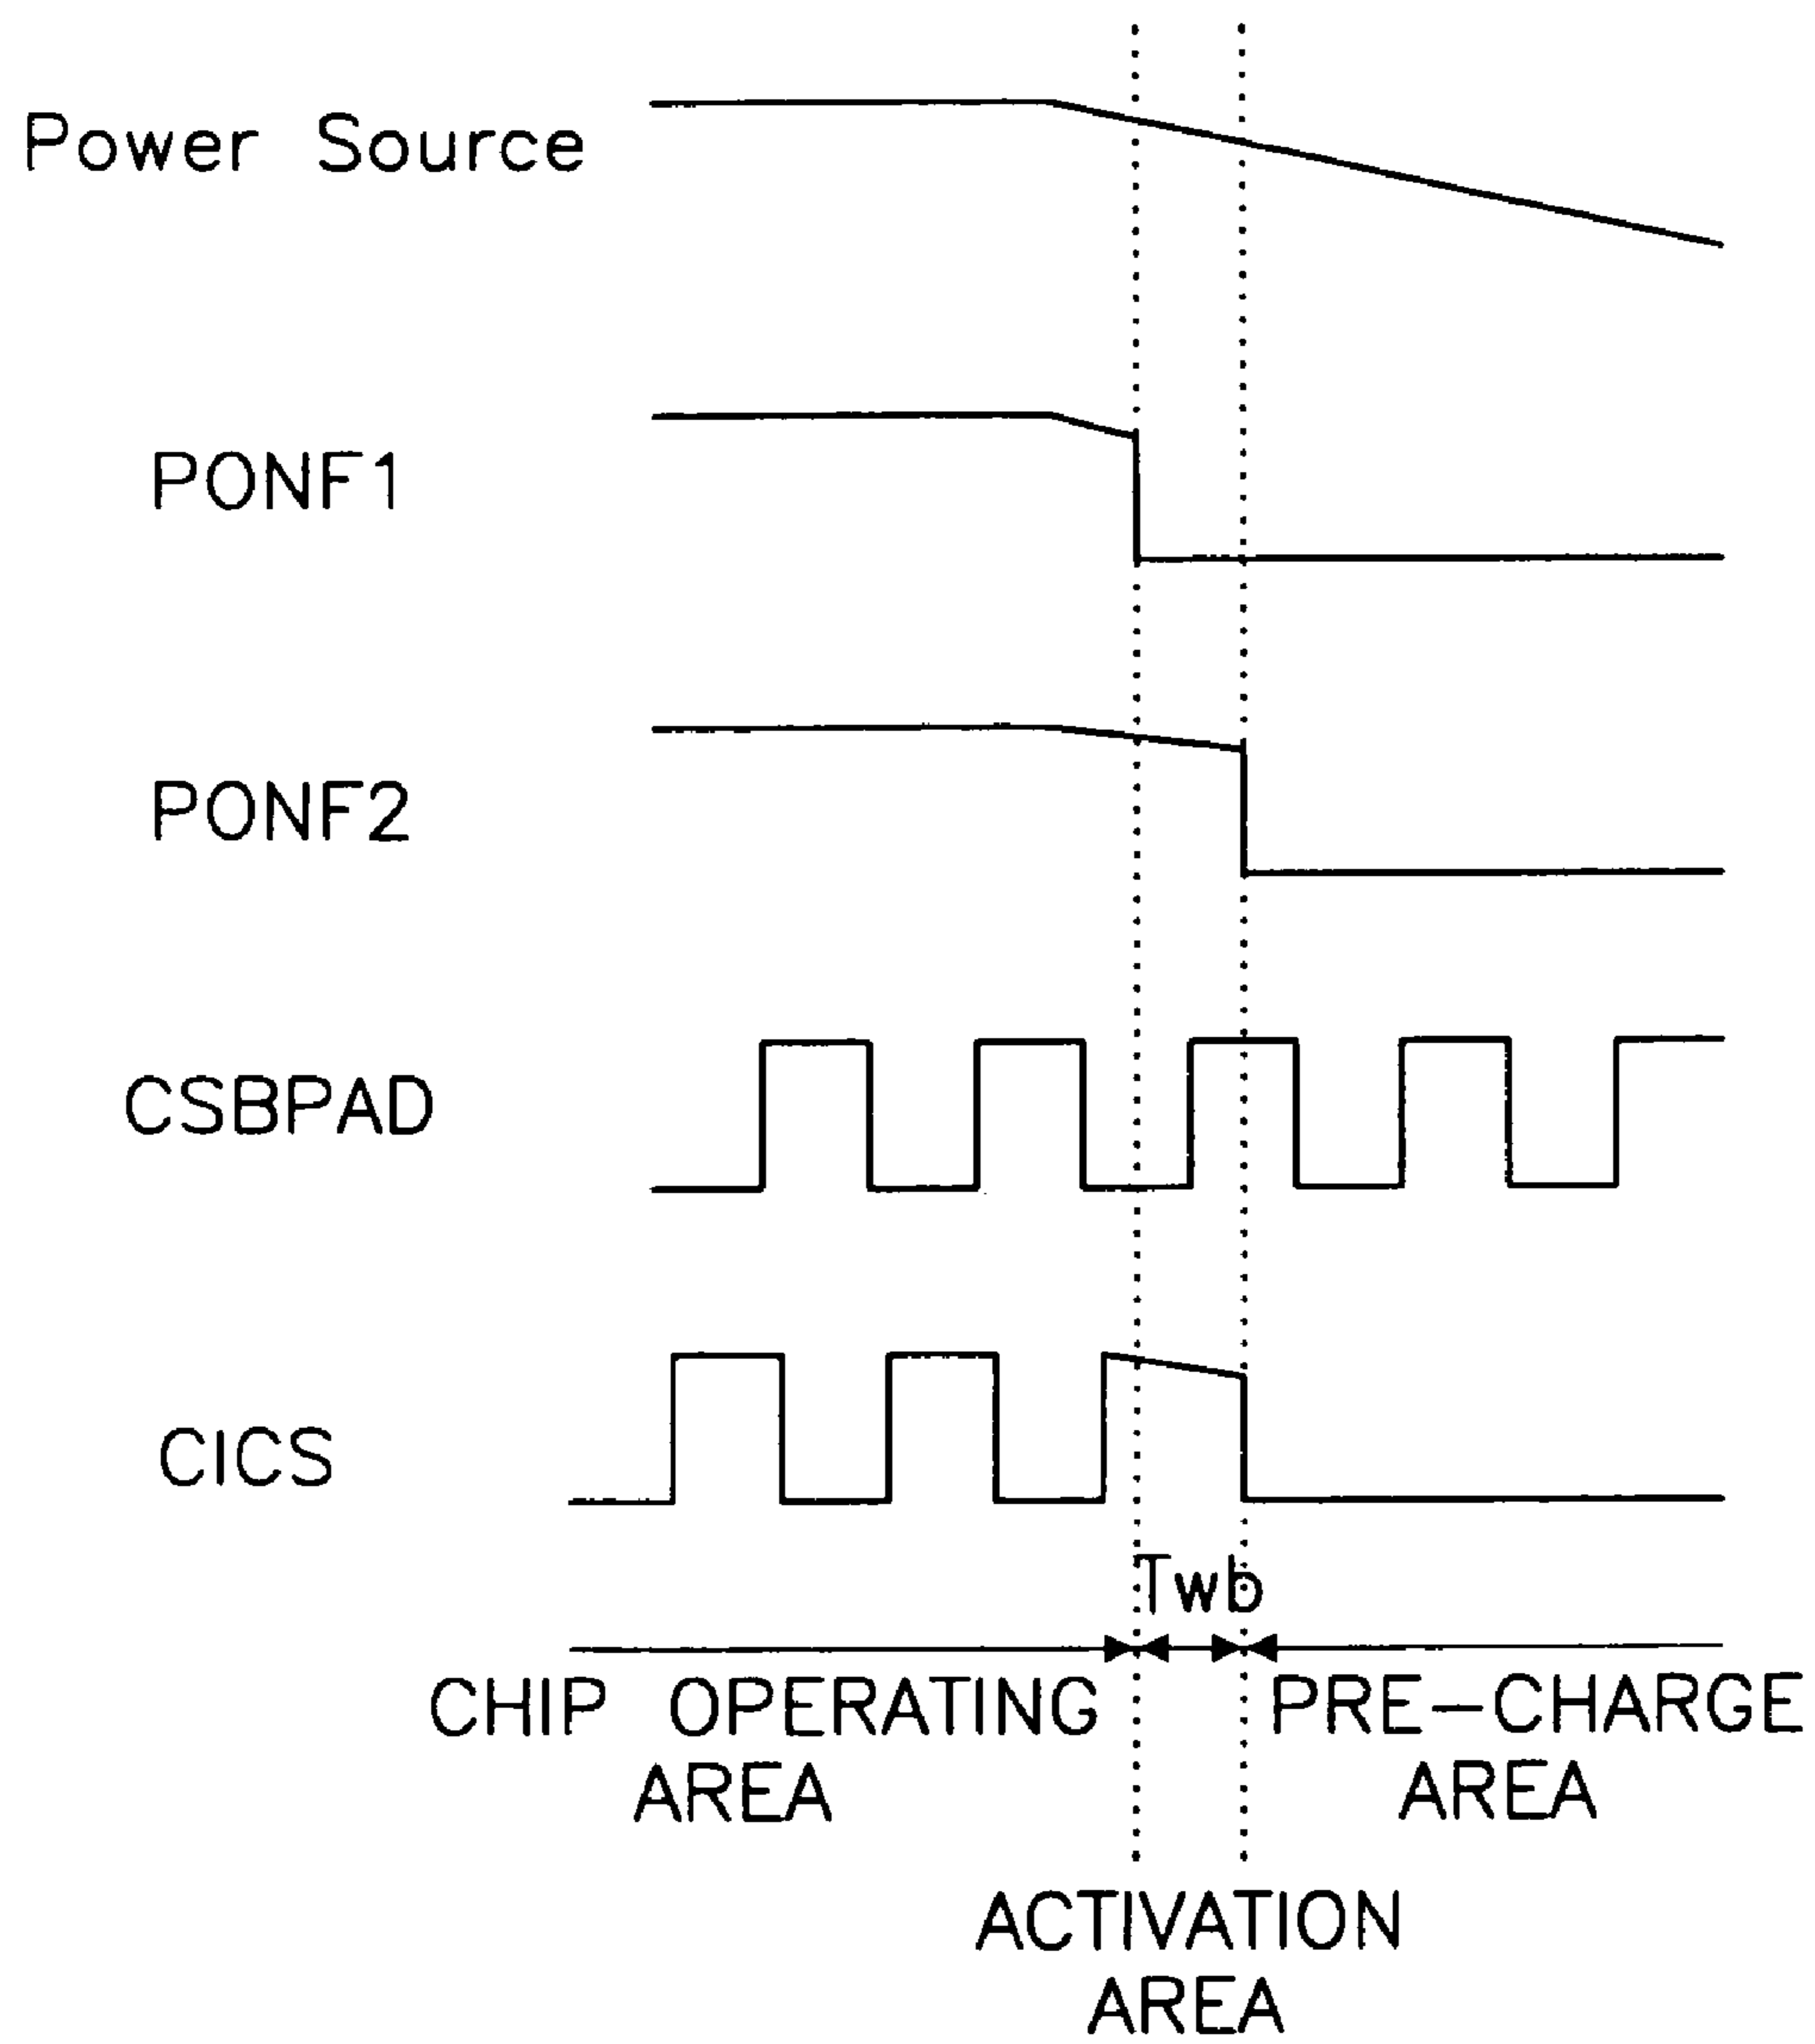 Power Source
PONF1
PONF2
CSBPAD
CICS
Twb
CHIP OPERATING
AREA
PRE-CHARGE
AREA
ACTIVATION
AREA